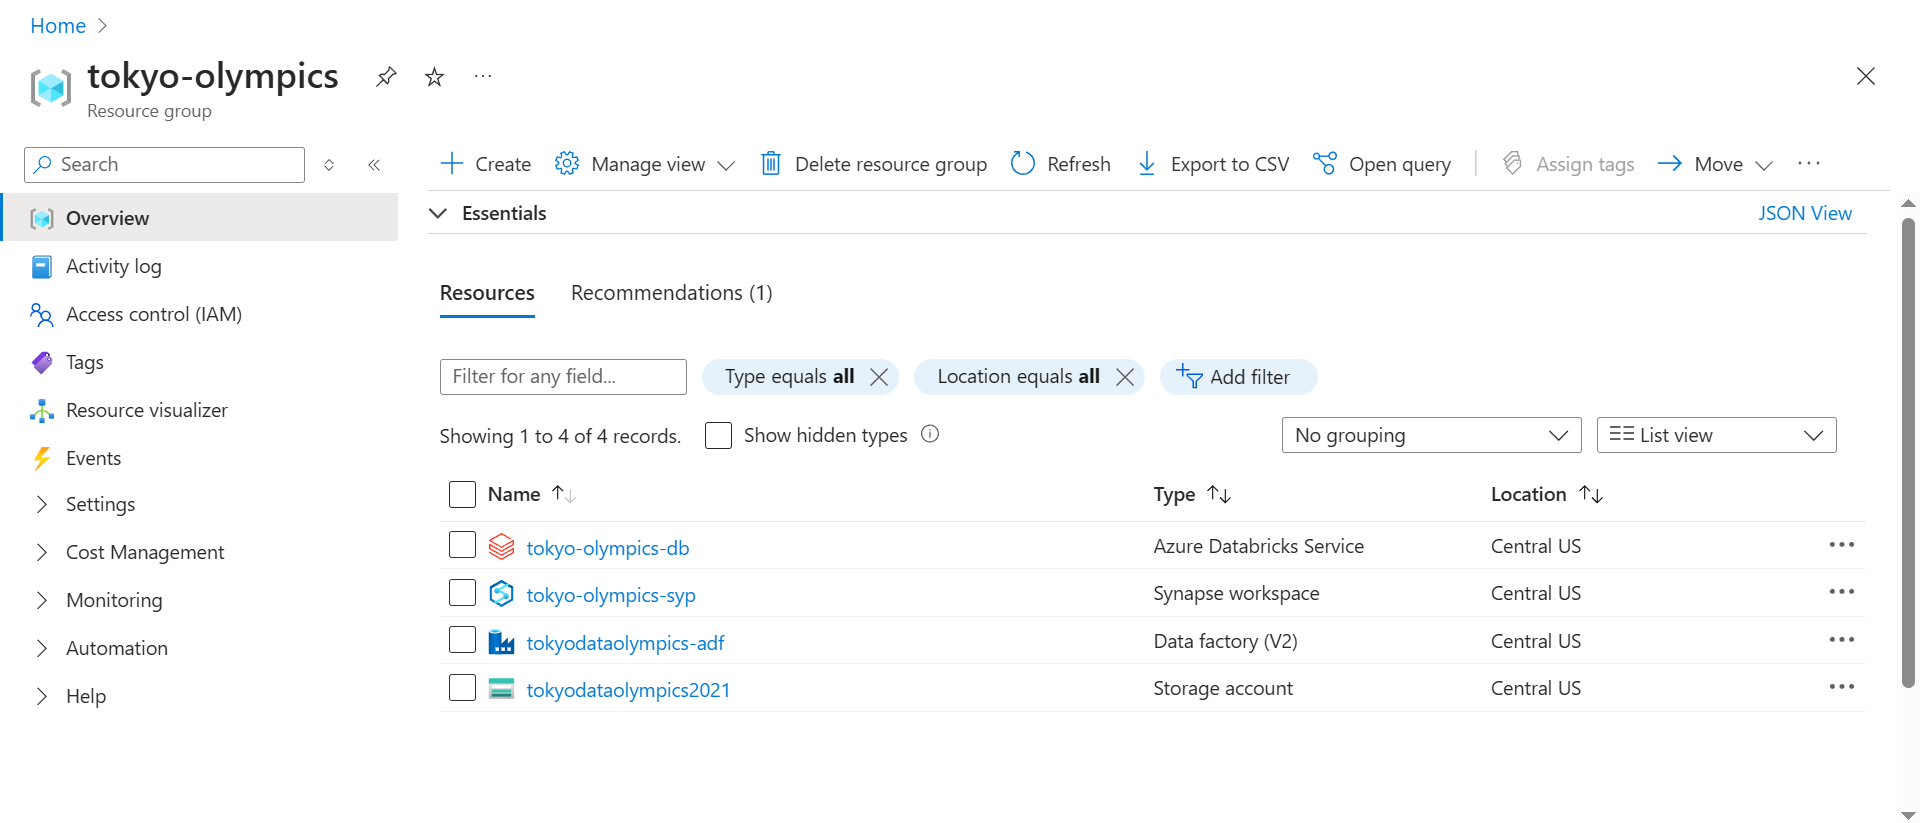 Home
tokyo-olympics
Resource group
Search
Create Manage view Delete resource group Refresh Export to CSV Open query Assign tags Move
Overview
Activity log
Access control (IAM)
Tags
Resource visualizer
Events
Settings
Cost Management
Monitoring
Automation
Help
Essentials JSON View
Resources Recommendations (1)
Filter for any field... Type equals all Location equals all Add filter
Showing 1 to 4 of 4 records. Show hidden types No grouping List view
Name Type Location
tokyo-olympics-db Azure Databricks Service Central US
tokyo-olympics-syp Synapse workspace Central US
tokyodataolympics-adf Data factory (V2) Central US
tokyodataolympics2021 Storage account Central US